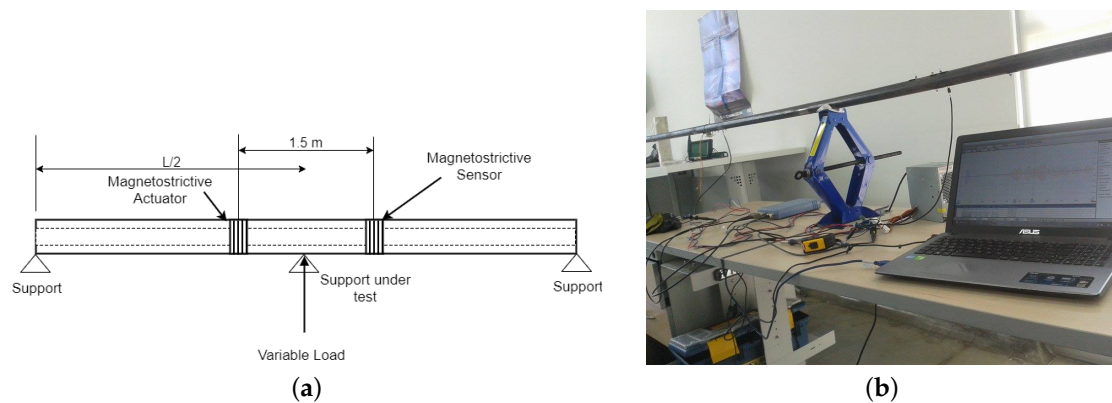 1.5 m
L/2
Magnetostrictive
Actuator
Magnetostrictive
Sensor
Support
Support under
test
Support
Variable Load
ASUS
(a)
(b)